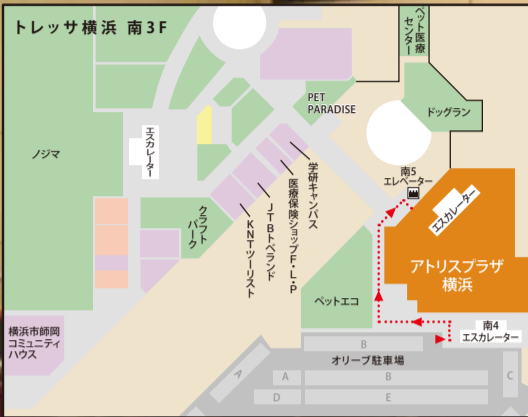 トレッサ横浜 南3F
ペット医療
センター
ドッグラン
PET
PARADISE
エスカレーター
ノジマ
学研キャンパス
医療保険ショップF・L・P
JTBトベランド
KNTツーリスト
クラフト
パーク
南5
エレベーター
エスカレーター
アトリスプラザ
横浜
ペットエコ
南4
エスカレーター
横浜市師岡
コミュニティ
ハウス
オリーブ駐車場
B
A
A
B
C
D
E